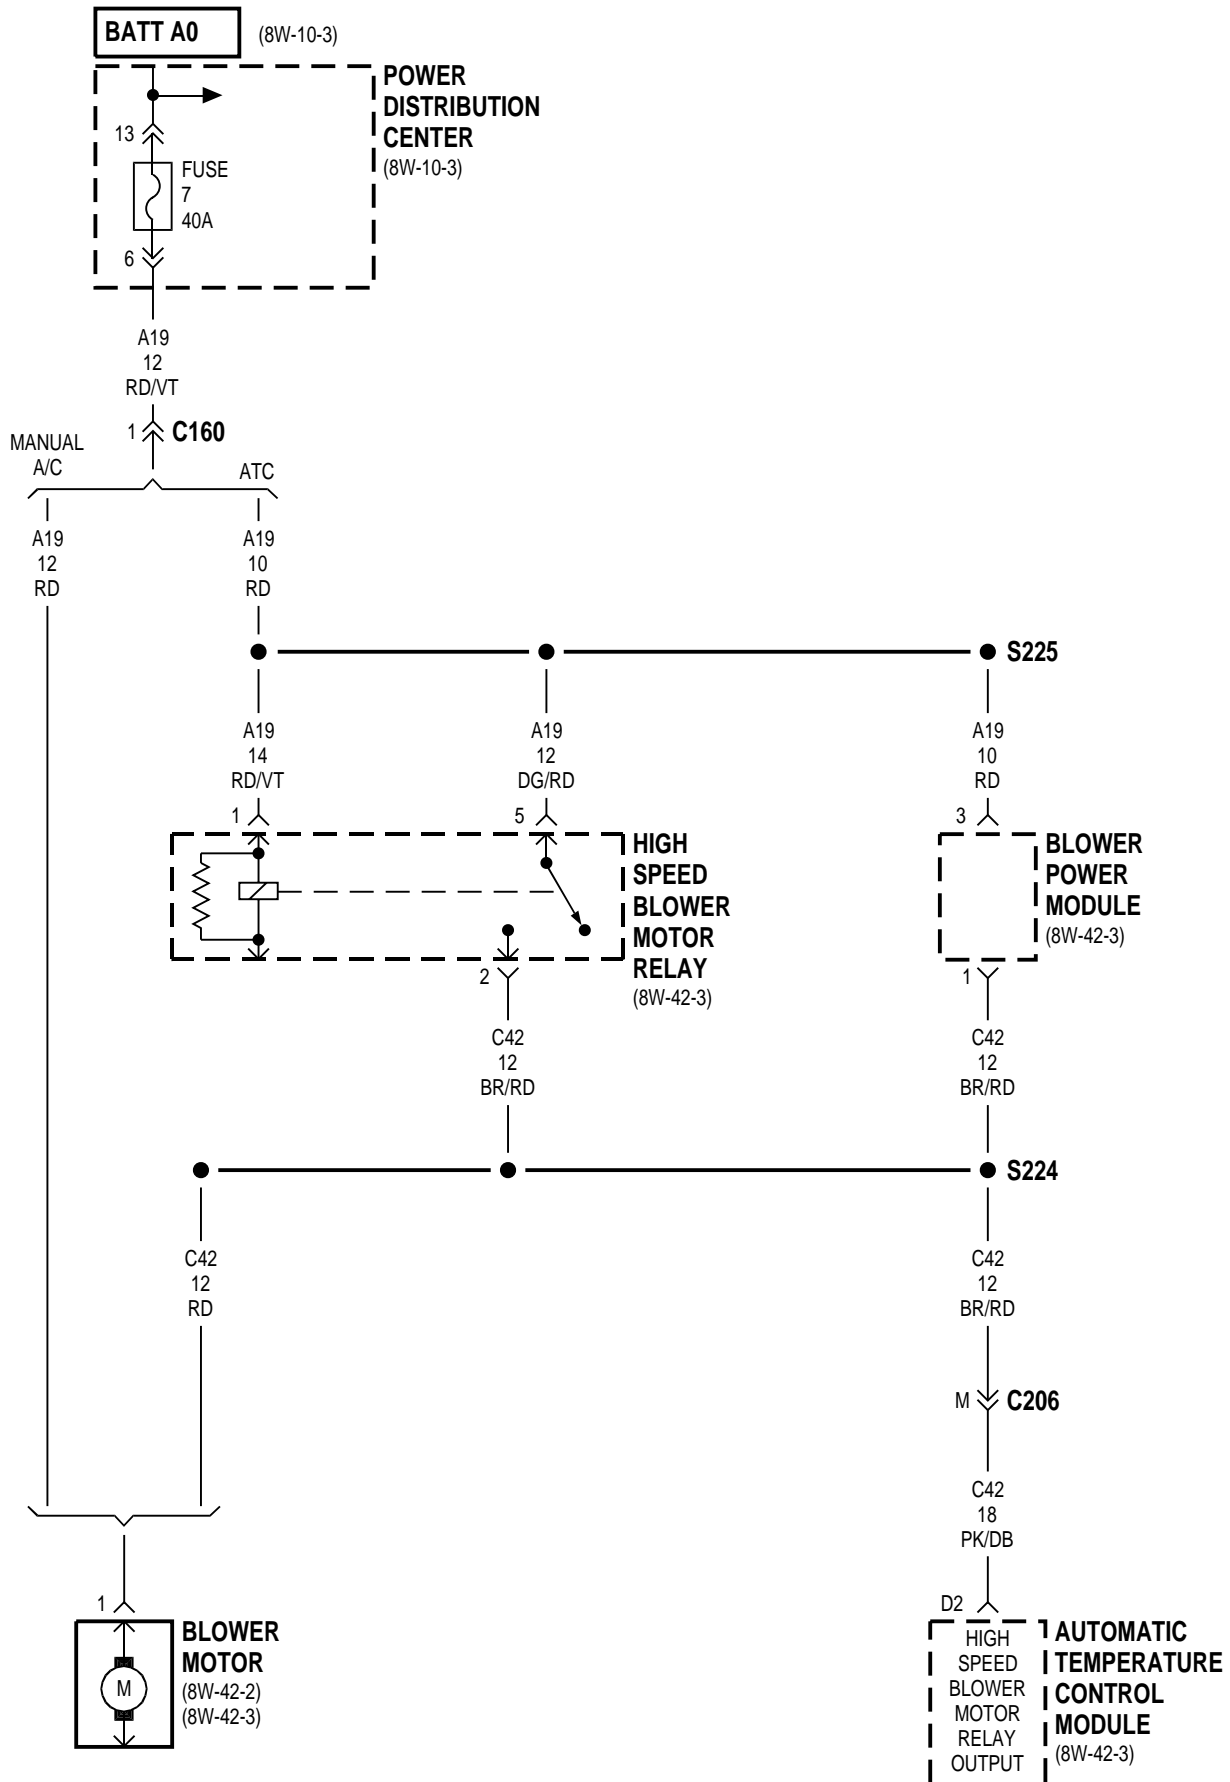 BATT A0
(8W-10-3)
POWER
DISTRIBUTION
CENTER
(8W-10-3)
13
FUSE
7
40A
6
A19
12
RD/VT
1
C160
MANUAL
A/C
ATC
A19
12
RD
A19
10
RD
S225
A19
14
RD/VT
A19
12
DG/RD
A19
10
RD
1
5
3
HIGH
SPEED
BLOWER
MOTOR
RELAY
(8W-42-3)
BLOWER
POWER
MODULE
(8W-42-3)
2
1
C42
12
BR/RD
C42
12
BR/RD
S224
C42
12
RD
C42
12
BR/RD
M
C206
C42
18
PK/DB
1
D2
BLOWER
MOTOR
(8W-42-2)
(8W-42-3)
M
HIGH
SPEED
BLOWER
MOTOR
RELAY
OUTPUT
AUTOMATIC
TEMPERATURE
CONTROL
MODULE
(8W-42-3)